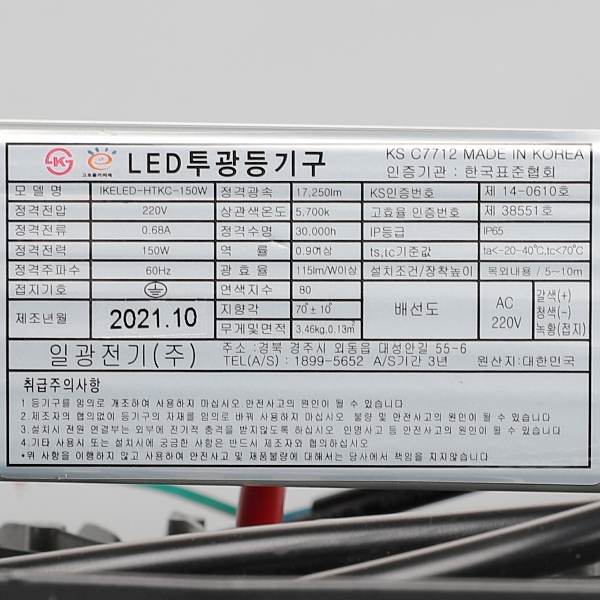 LED투광등기구
KS C7712 MADE IN KOREA
인증기관 : 한국표준협회
고효율기자재
모 델 명 IKELED-HTKC-150W 정격광속 17,250lm KS인증번호 제 14-0610호
정격전압 220V 상관색온도 5,700k 고효율 인증번호 제 38551호
정격전류 0.68A 정격수명 30,000h IP등급 IP65
정격전력 150W 역 률 0.9이상 ts,tc기준값 ta<-20~40℃,tc<70℃
정격주파수 60Hz 광 효 율 115lm/W이상 설치조건/장착높이 옥외내용 / 5~10m
접지기호 연색지수 80 배선도 AC 220V 갈색(+) 청색(-) 녹황(접지)
제조년월 2021.10 지향각 70° ± 10°
무게및면적 3.46kg,0.13㎡
일광전기(주) 주소 : 경북 경주시 외동읍 대성안길 55-6
TEL(A/S) : 1899-5652 A/S기간 3년 원산지: 대한민국
취급주의사항
1 등기구를 임의로 개조하여 사용하지 마십시오 안전사고의 원인이 될 수 있습니다
2.제조자의 협의없이 등기구의 자재를 임의로 바꿔 사용하지 마십시오 불량 및 안전사고의 원인이 될 수 있습니다
3.설치시 전원 연결부는 외부에 전기적 충격을 받지않도록 하십시오 인명사고 등 안전사고의 원인이 될 수 있습니다
4.기타 사용시 또는 설치시에 궁금한 사항은 반드시 제조자와 협의하십시오
*위 사항을 이행하지 않고 사용하여 안전사고 및 제품불량에 대해서는 당사에서 책임을 지지않습니다